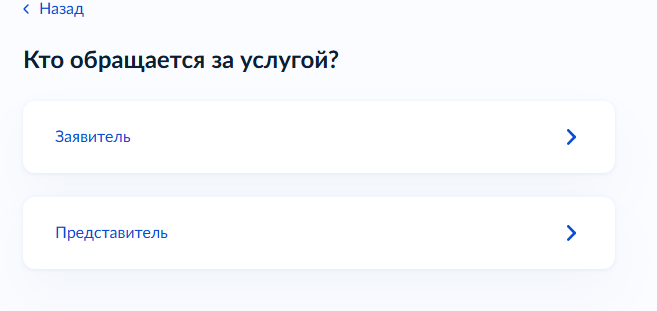 Назад
Кто обращается за услугой?
Заявитель
Представитель